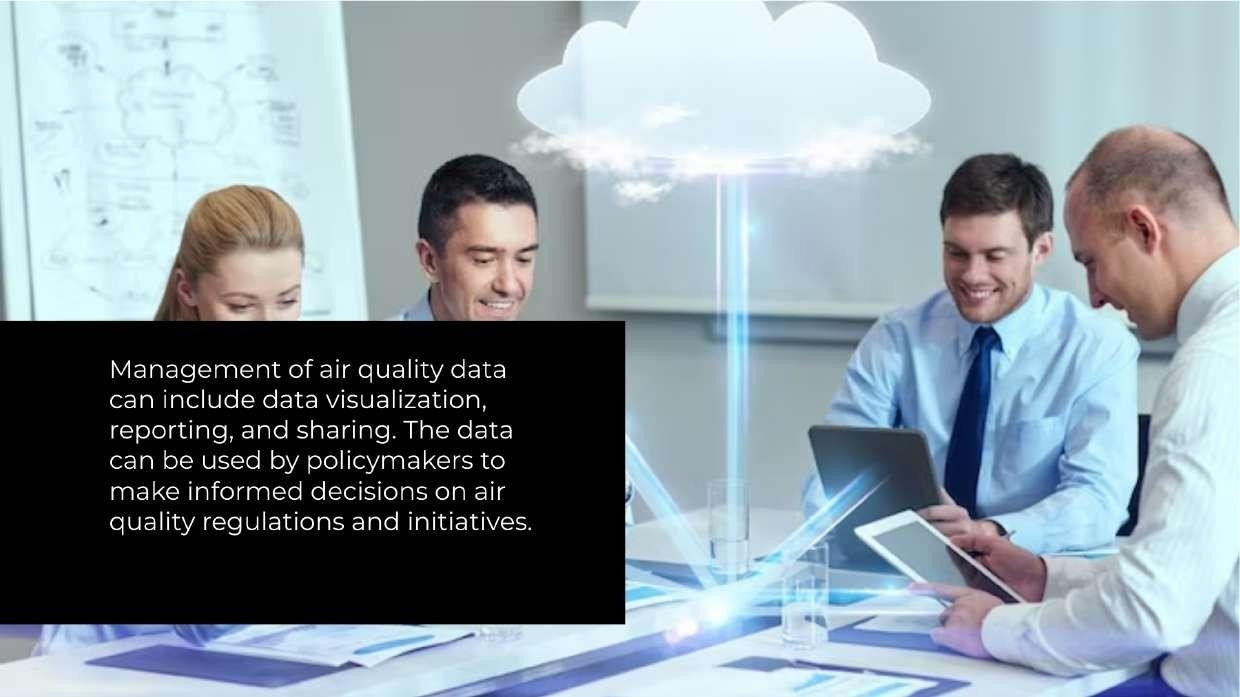 Management of air quality data
can include data visualization,
reporting, and sharing. The data
can be used by policymakers to
make informed decisions on air
quality regulations and initiatives.